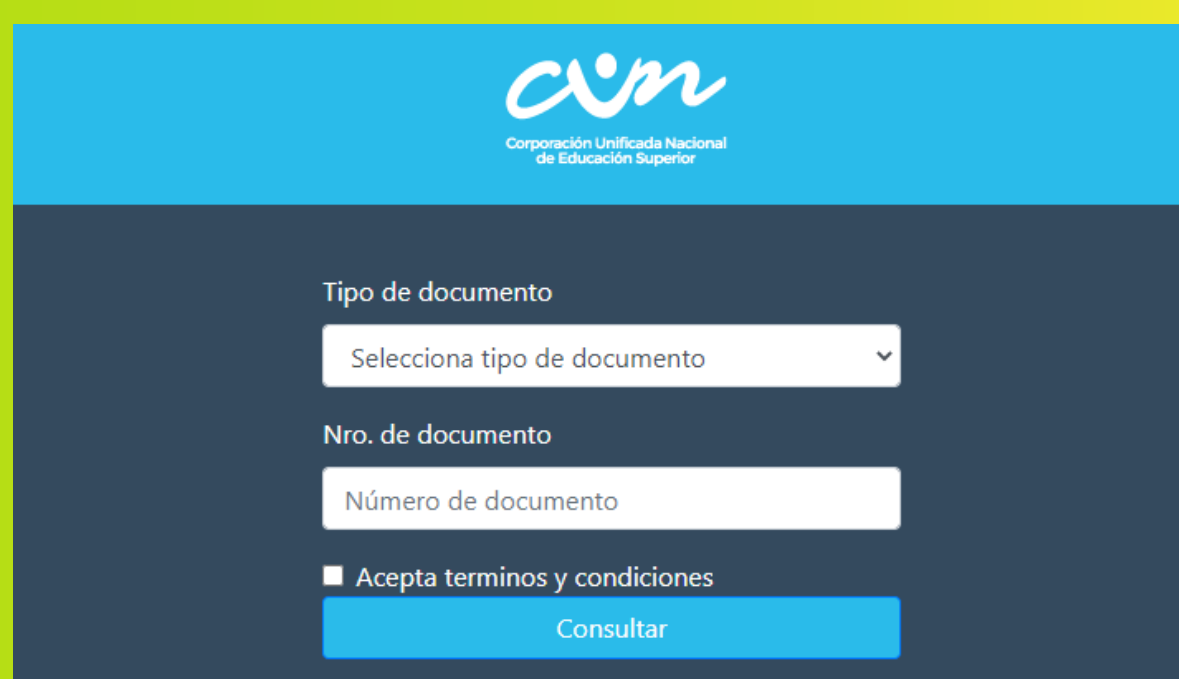 cun
Corporación Unificada Nacional
de Educación Superior
Tipo de documento
Selecciona tipo de documento
Nro. de documento
Número de documento
Acepta terminos y condiciones
Consultar